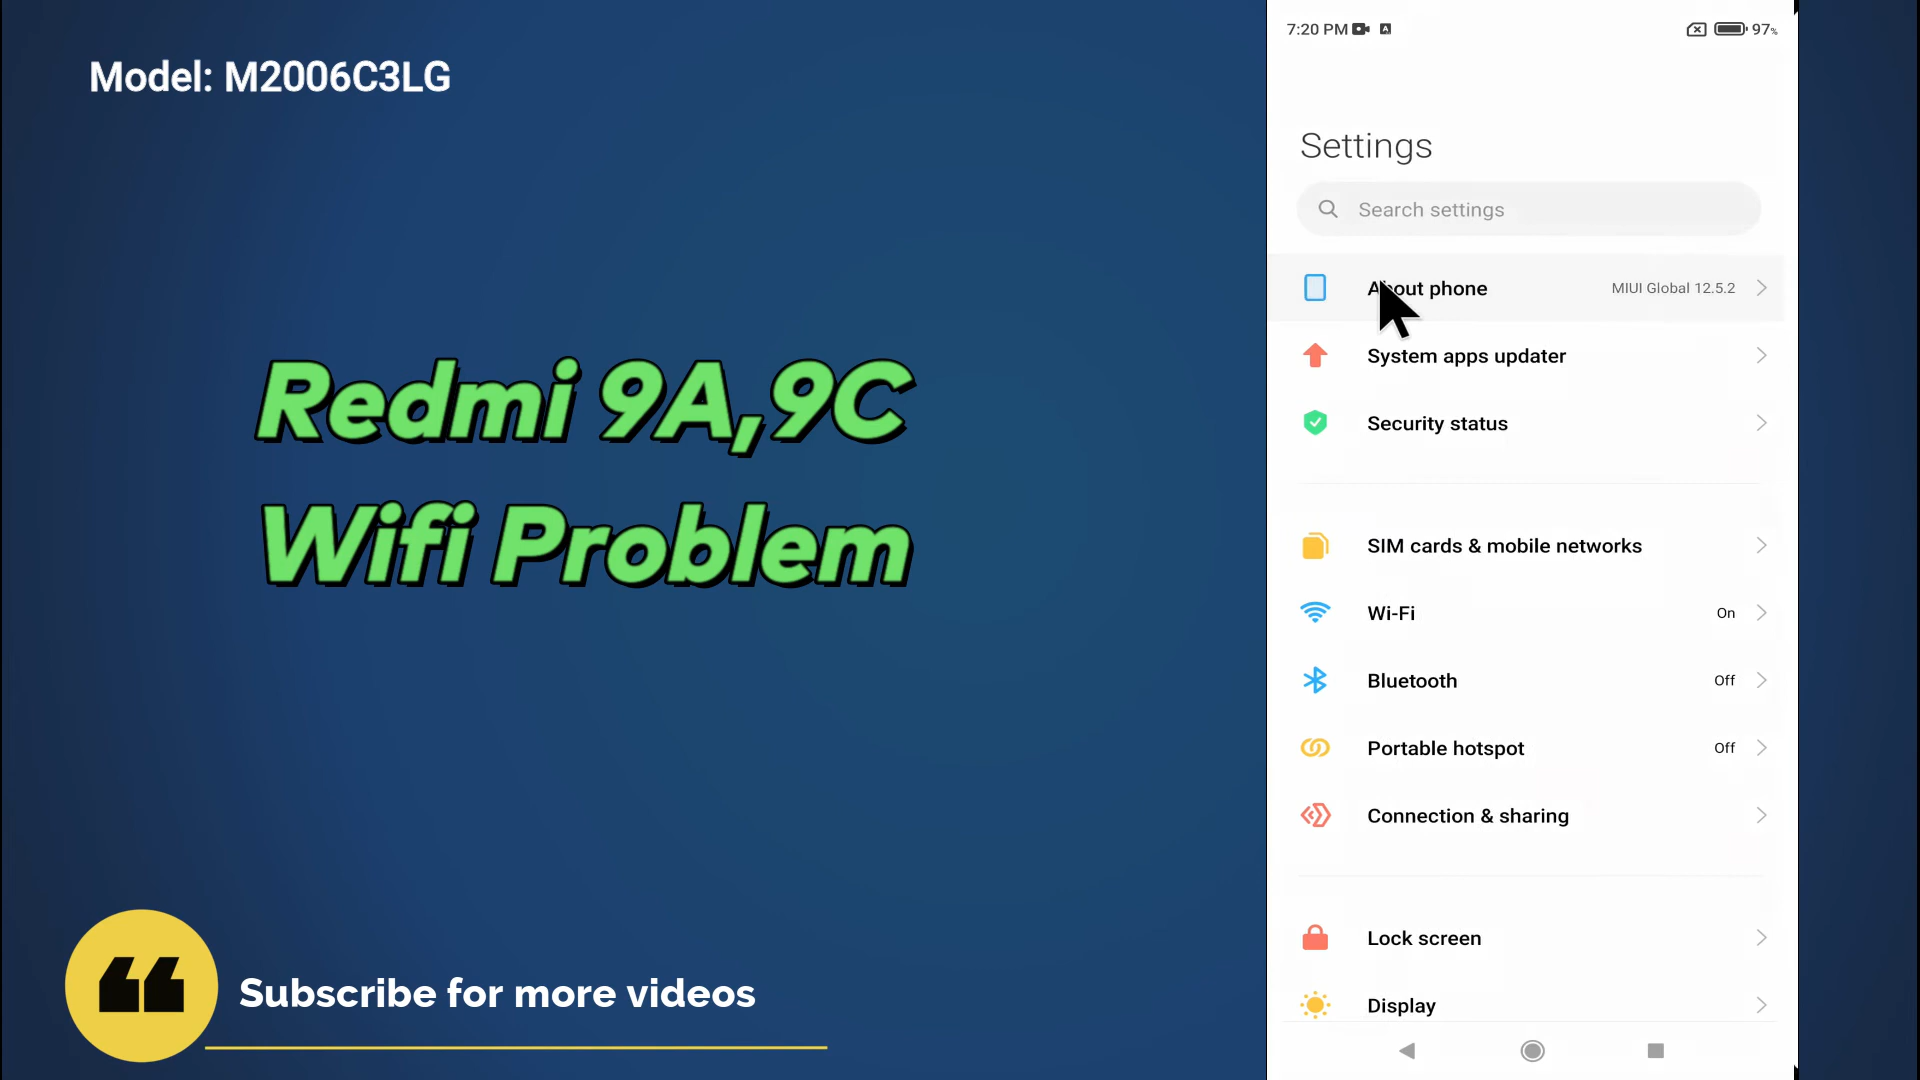 Model: M2006C3LG
Redmi 9A,9C
Wifi Problem
Subscribe for more videos
7:20 PM
97%
Settings
Search settings
About phone MIUI Global 12.5.2
System apps updater
Security status
SIM cards & mobile networks
Wi-Fi On
Bluetooth Off
Portable hotspot Off
Connection & sharing
Lock screen
Display